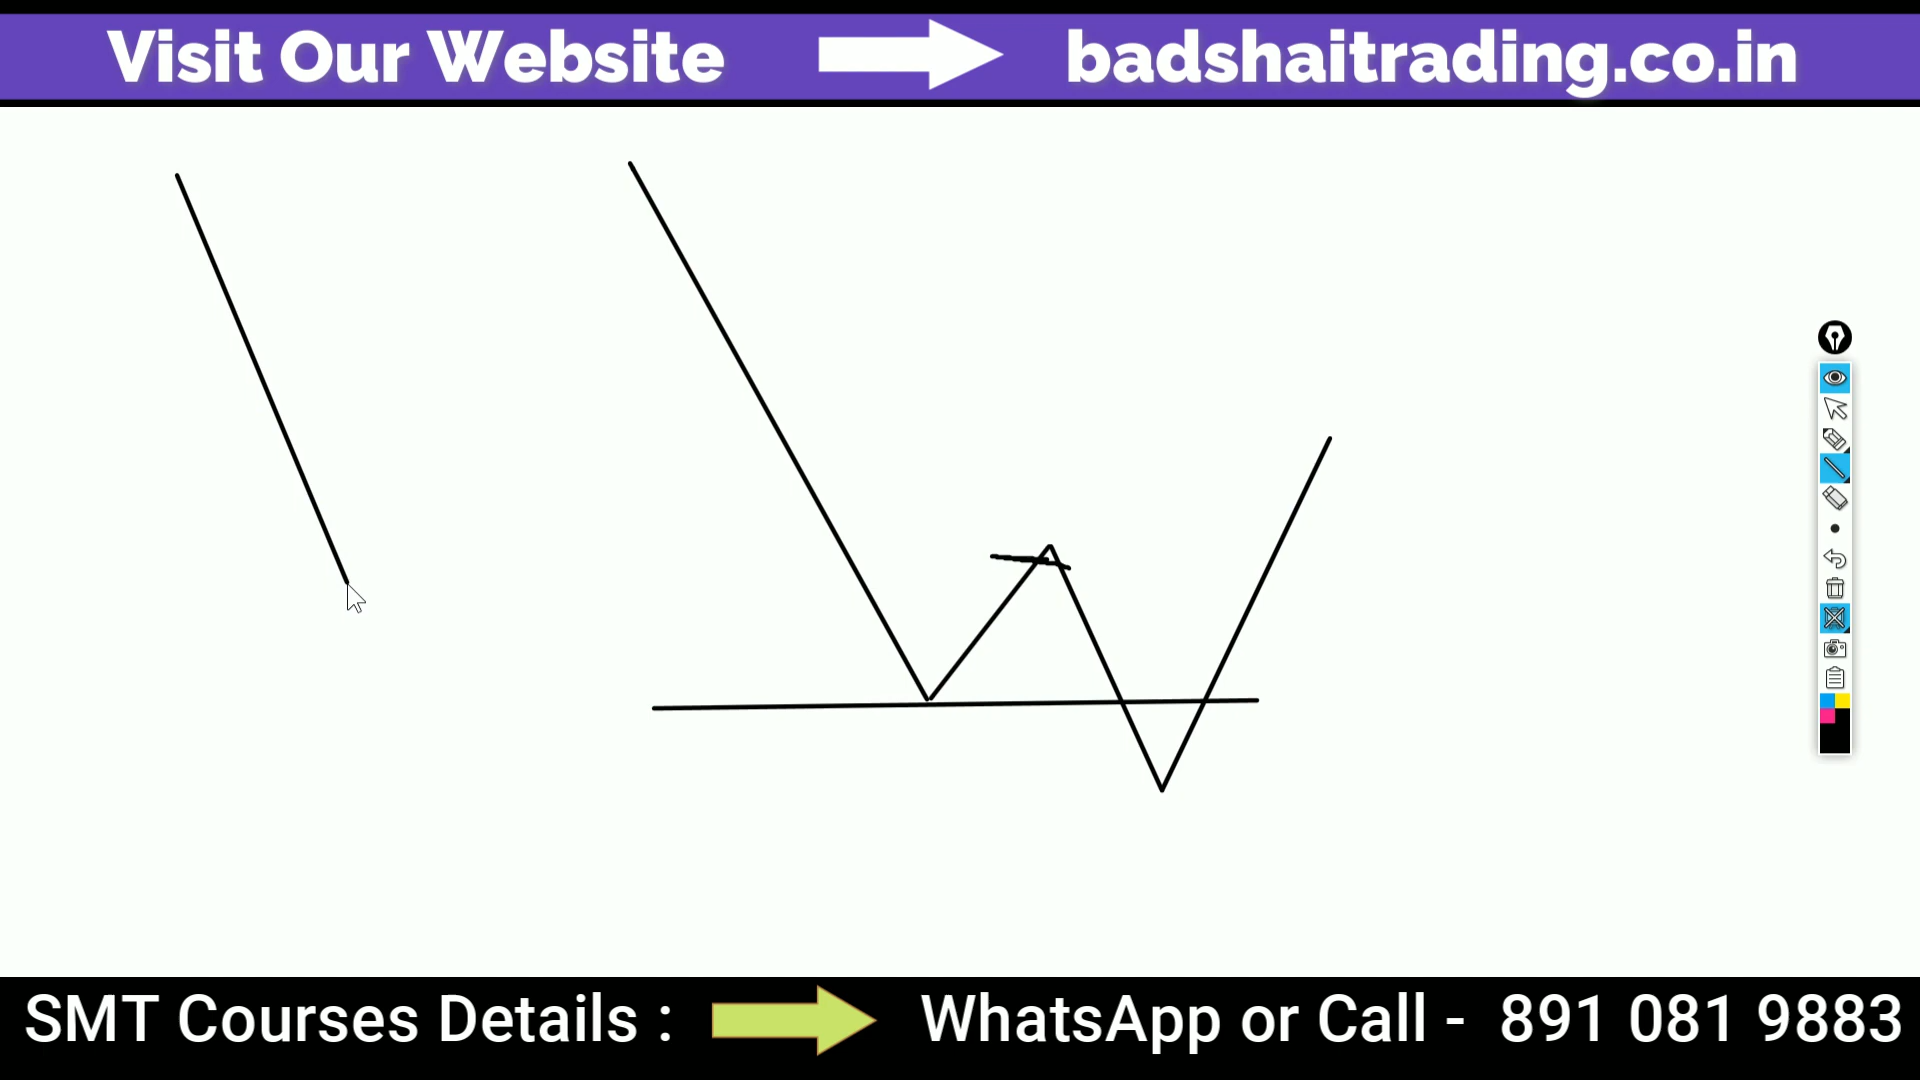 Visit Our Website badshaitrading.co.in
SMT Courses Details : WhatsApp or Call - 891 081 9883